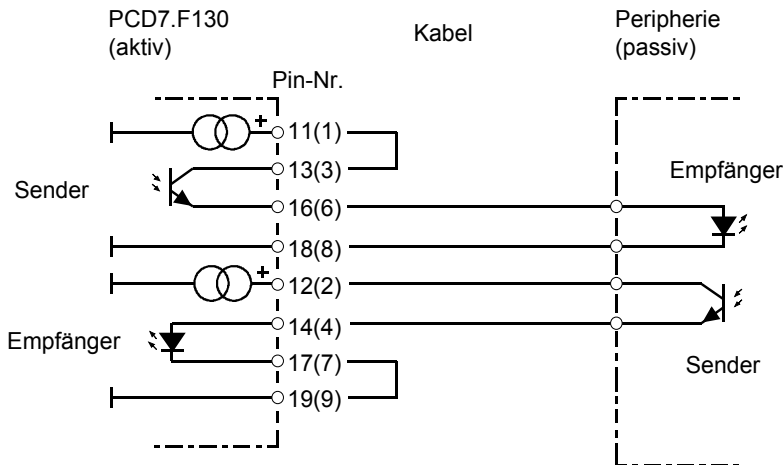 PCD7.F130
(aktiv)
Kabel
Peripherie
(passiv)
Pin-Nr.
+ 11(1)
13(3)
Sender
16(6)
Empfänger
18(8)
+ 12(2)
14(4)
Empfänger
17(7)
Sender
19(9)